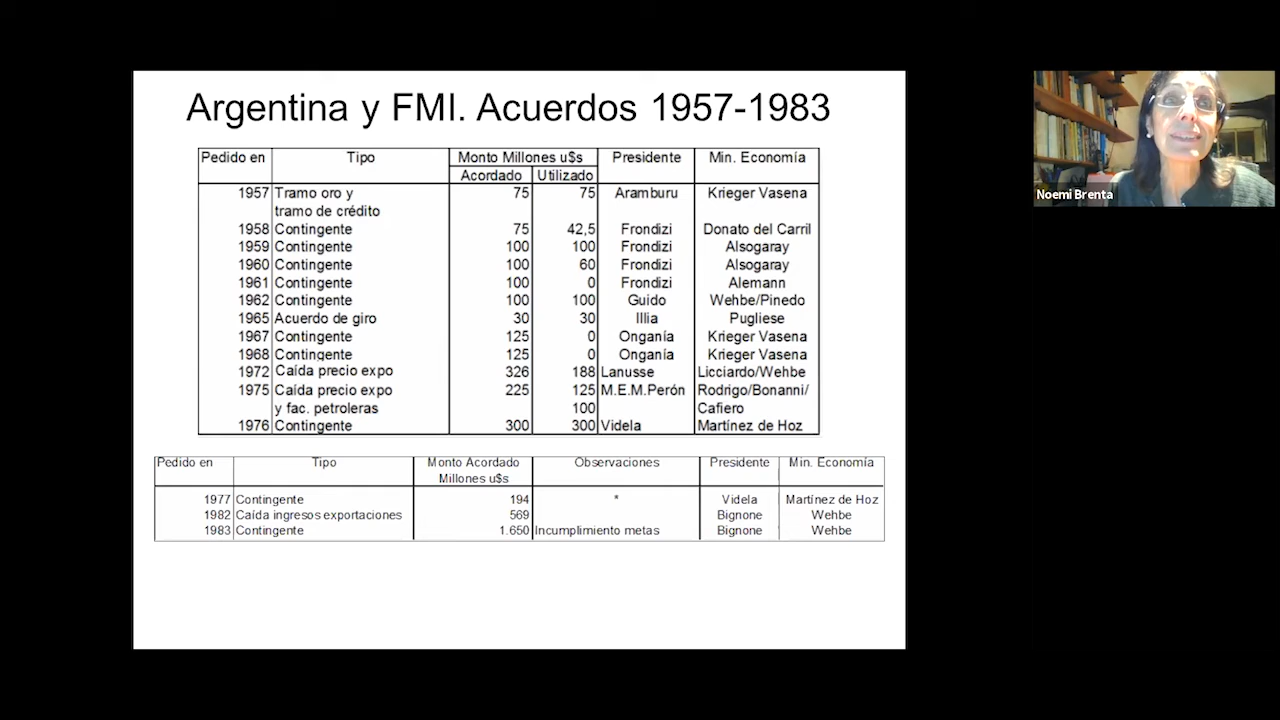 Argentina y FMI. Acuerdos 1957-1983
Pedido en Tipo Monto Millones u$s Presidente Min. Economía
Acordado Utilizado
1957 Tramo oro y 75 75 Aramburu Krieger Vasena
tramo de crédito
1958 Contingente 75 42,5 Frondizi Donato del Carril
1959 Contingente 100 100 Frondizi Alsogaray
1960 Contingente 100 60 Frondizi Alsogaray
1961 Contingente 100 0 Frondizi Alemann
1962 Contingente 100 100 Guido Wehbe/Pinedo
1965 Acuerdo de giro 30 30 Illia Pugliese
1967 Contingente 125 0 Onganía Krieger Vasena
1968 Contingente 125 0 Onganía Krieger Vasena
1972 Caída precio expo 326 188 Lanusse Licciardo/Wehbe
1975 Caída precio expo 225 125 M.E.M.Perón Rodrigo/Bonanni/
y fac. petroleras 100 Cafiero
1976 Contingente 300 300 Videla Martínez de Hoz
Pedido en Tipo Monto Acordado Observaciones Presidente Min. Economía
Millones u$s
1977 Contingente 194 * Videla Martínez de Hoz
1982 Caída ingresos exportaciones 569 Bignone Wehbe
1983 Contingente 1.650 Incumplimiento metas Bignone Wehbe
Noemi Brenta